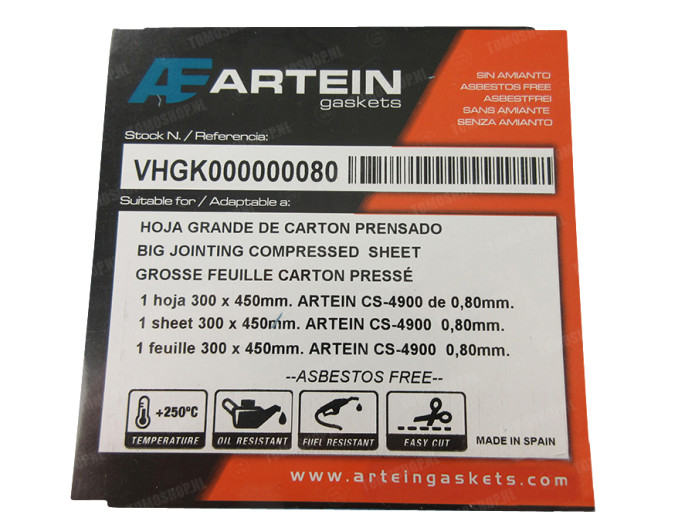 ARTEIN
gaskets
SIN AMIANTO
ASBESTOS FREE
ASBESTFREI
SANS AMIANTE
SENZA AMIANTO
Stock N. / Referencia:
VHGK000000080
Suitable for / Adaptable a:
HOJA GRANDE DE CARTON PRENSADO
BIG JOINTING COMPRESSED SHEET
GROSSE FEUILLE CARTON PRESSÉ
1 hoja 300 x 450mm. ARTEIN CS-4900 de 0,80mm.
1 sheet 300 x 450mm. ARTEIN CS-4900 0,80mm.
1 feuille 300 x 450mm. ARTEIN CS-4900 0,80mm.
--ASBESTOS FREE--
+250ºC
TEMPERATURE
OIL RESISTANT
FUEL RESISTANT
EASY CUT
MADE IN SPAIN
www.arteingaskets.com
TOMOSHOP.NL